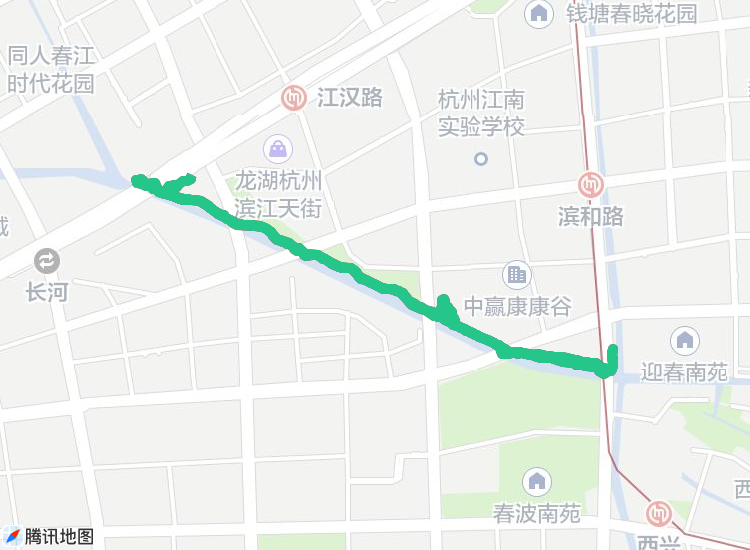 钱塘春晓花园
同人春江
时代花园
江汉路
杭州江南
实验学校
龙湖杭州
滨江天街
滨和路
长河
中赢康康谷
迎春南苑
春波南苑
西兴
腾讯地图